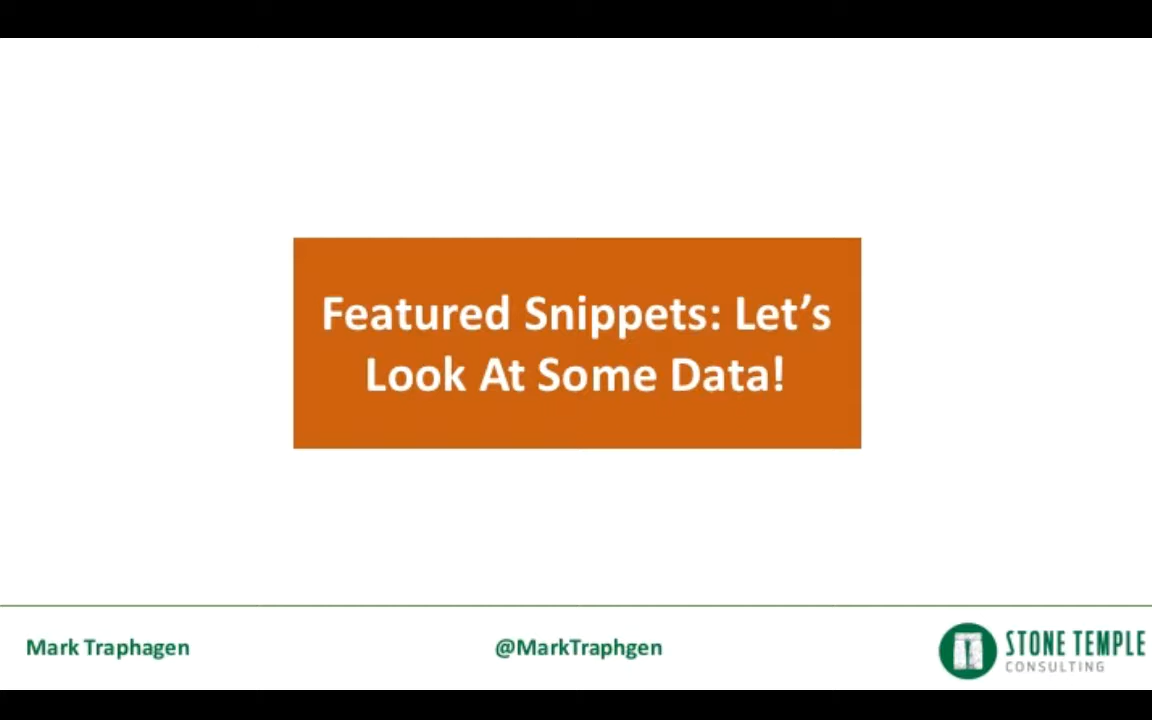 Featured Snippets: Let’s
Look At Some Data!
Mark Traphagen
@MarkTraphgen
STONE TEMPLE
CONSULTING